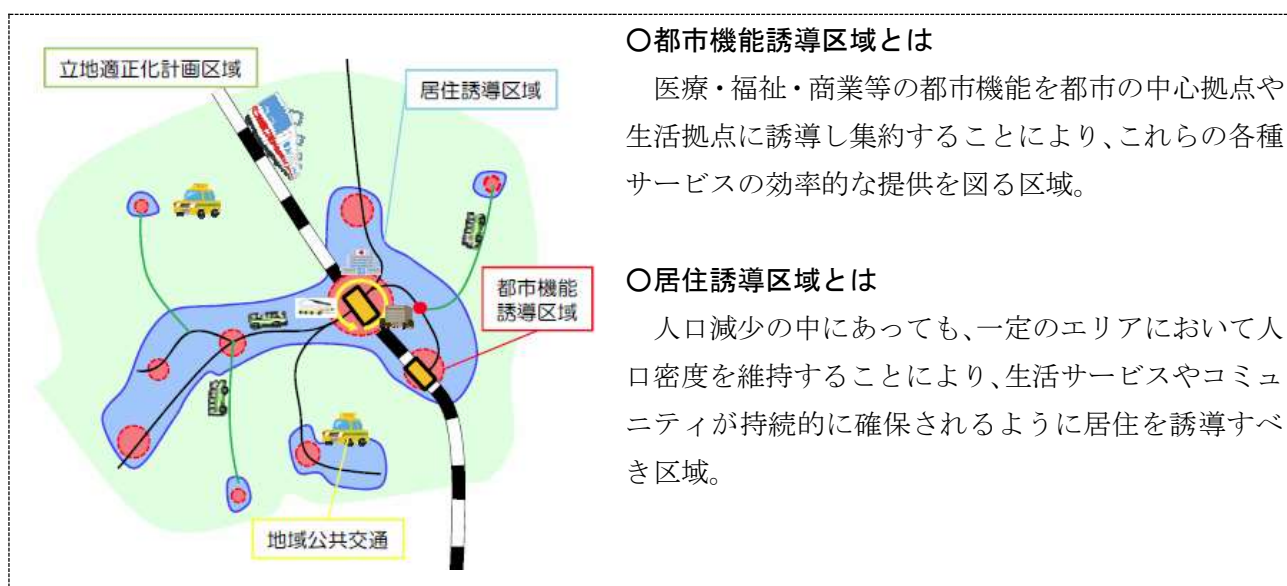 立地適正化計画区域
居住誘導区域
都市機能
誘導区域
地域公共交通
〇都市機能誘導区域とは
医療・福祉・商業等の都市機能を都市の中心拠点や
生活拠点に誘導し集約することにより、これらの各種
サービスの効率的な提供を図る区域。
〇居住誘導区域とは
人口減少の中にあっても、一定のエリアにおいて人
口密度を維持することにより、生活サービスやコミュ
ニティが持続的に確保されるように居住を誘導すべ
き区域。